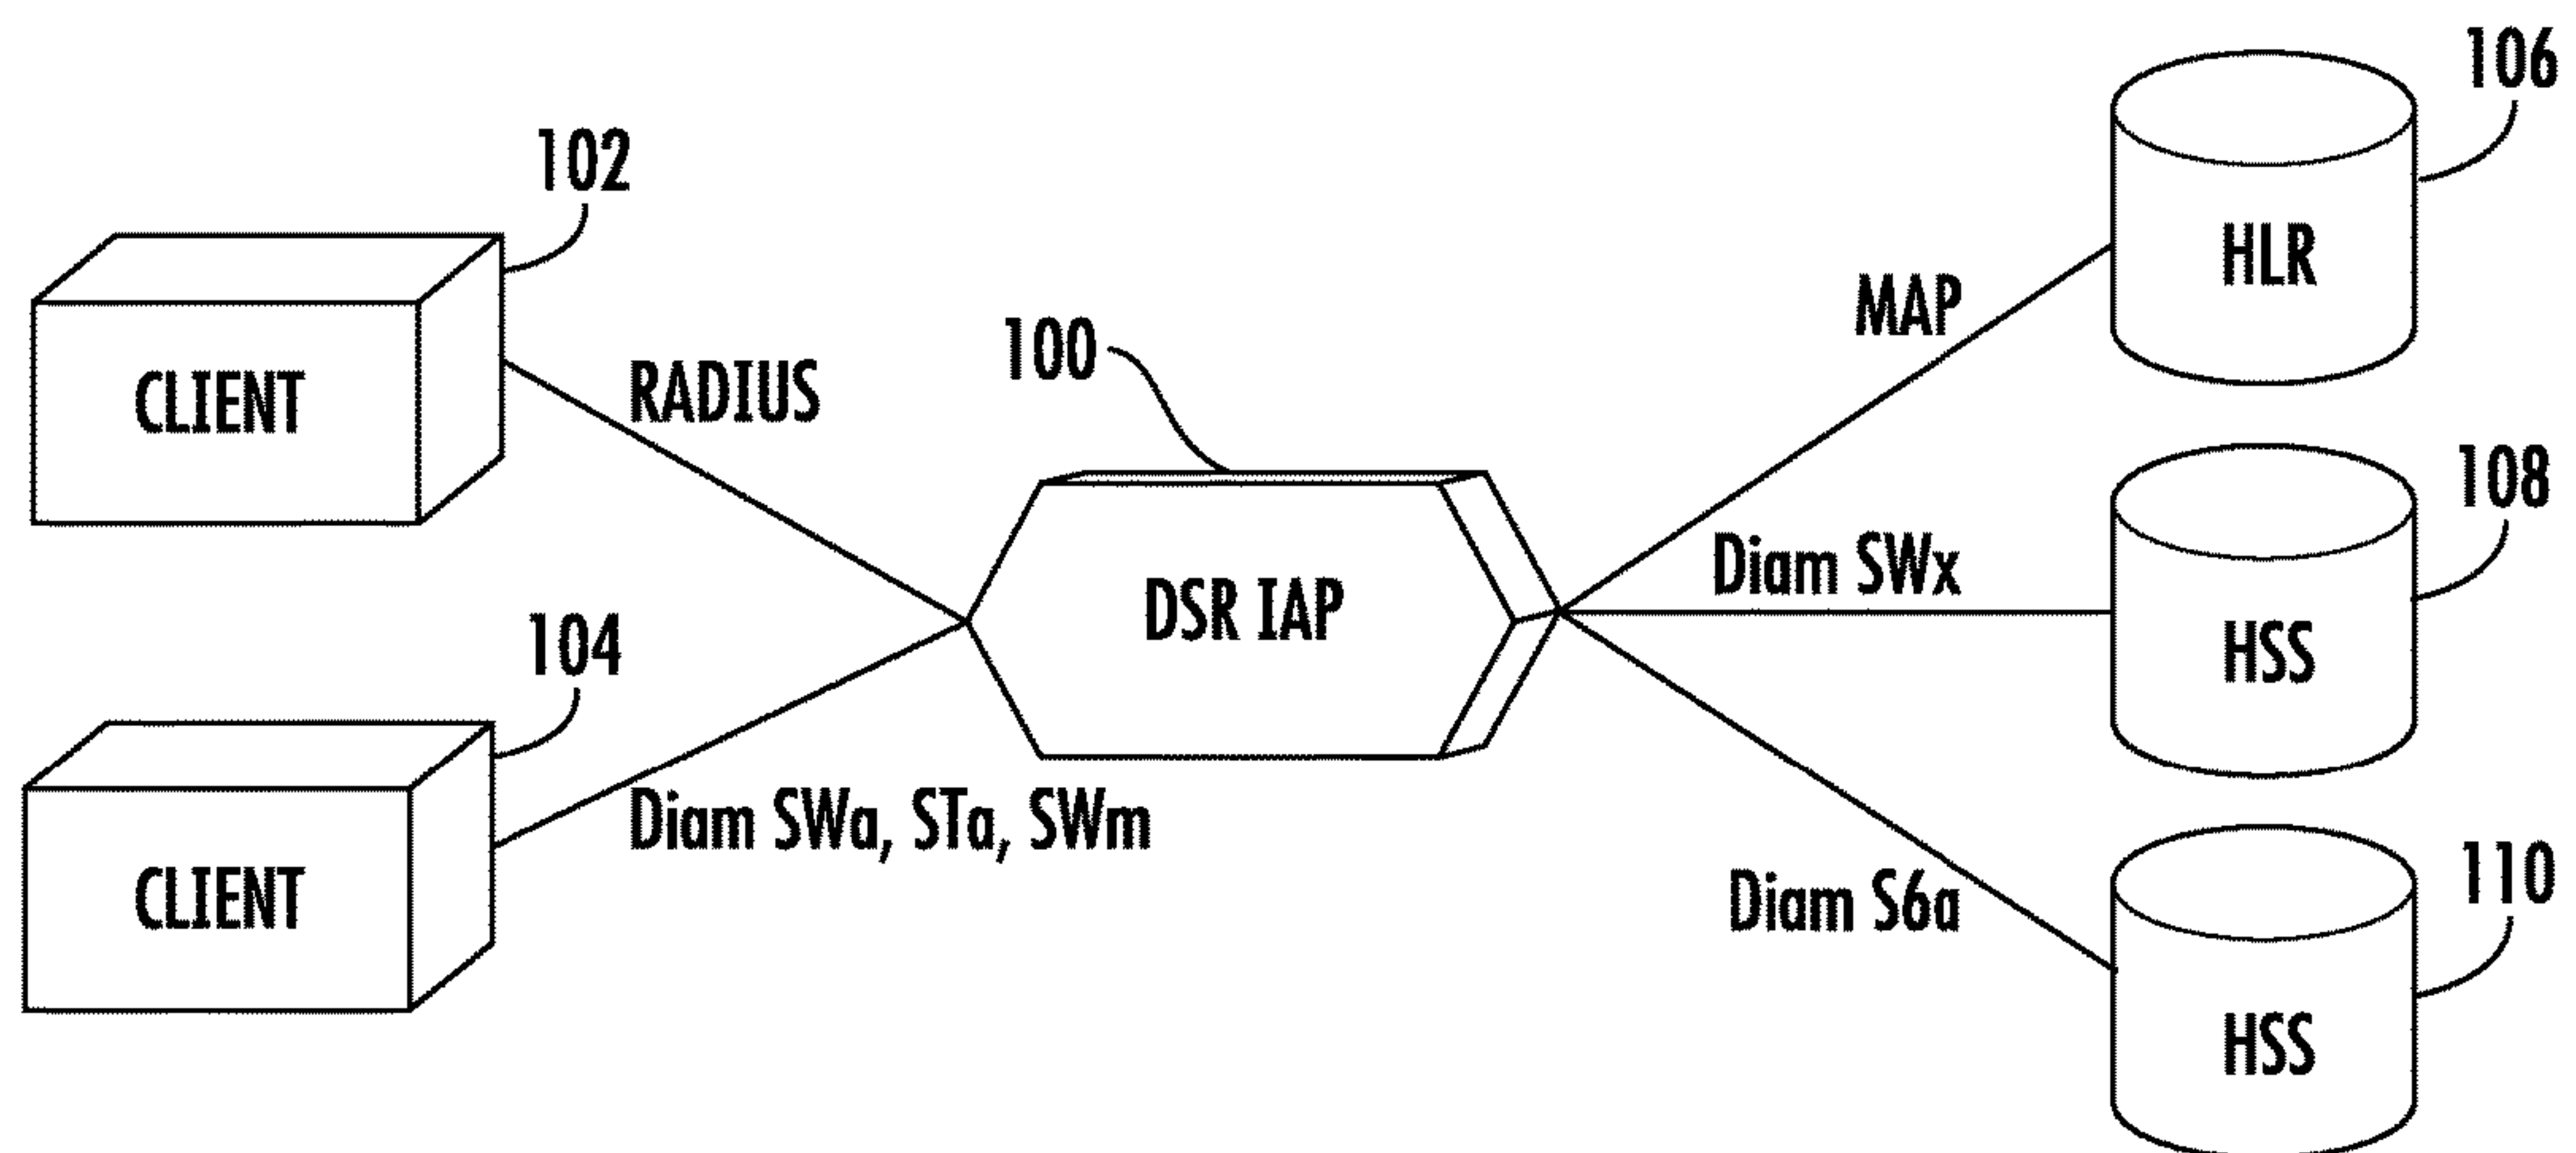 106
102
HLR
MAP
100
RADIUS
CLIENT
108
Diam SWx
DSR IAP
104
HSS
Diam SWa, STa, SWm
110
Diam S6a
CLIENT
HSS